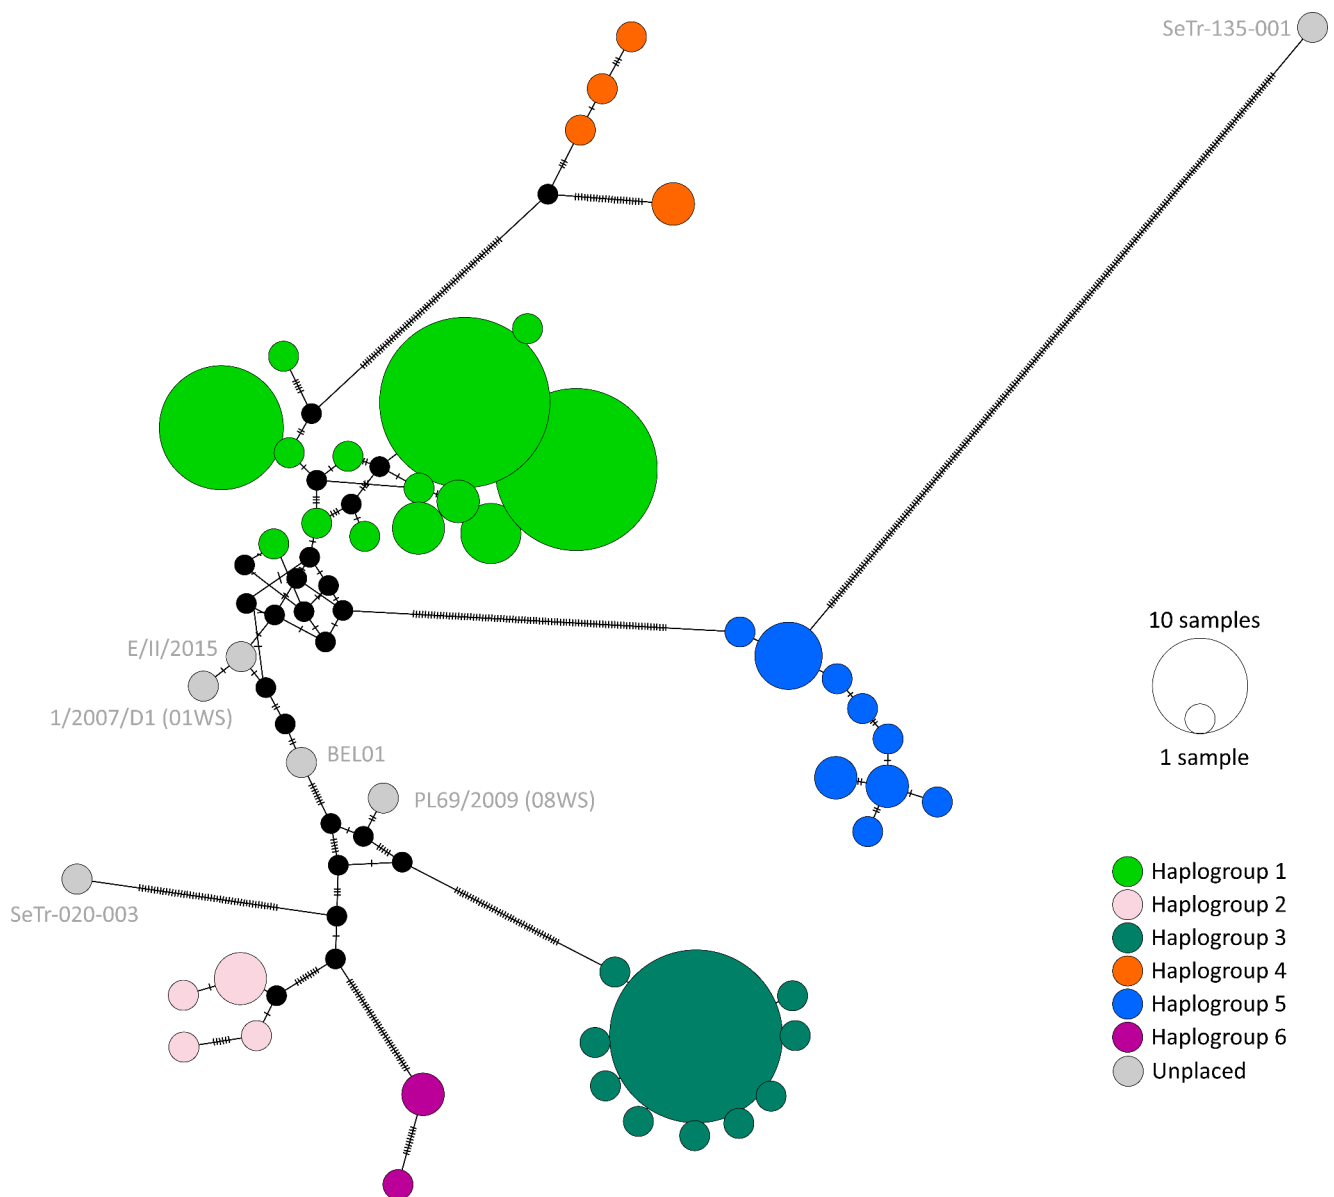 SeTr-135-001
E/II/2015
1/2007/D1 (01WS)
BEL01
PL69/2009 (08WS)
SeTr-020-003
10 samples
1 sample
Haplogroup 1
Haplogroup 2
Haplogroup 3
Haplogroup 4
Haplogroup 5
Haplogroup 6
Unplaced